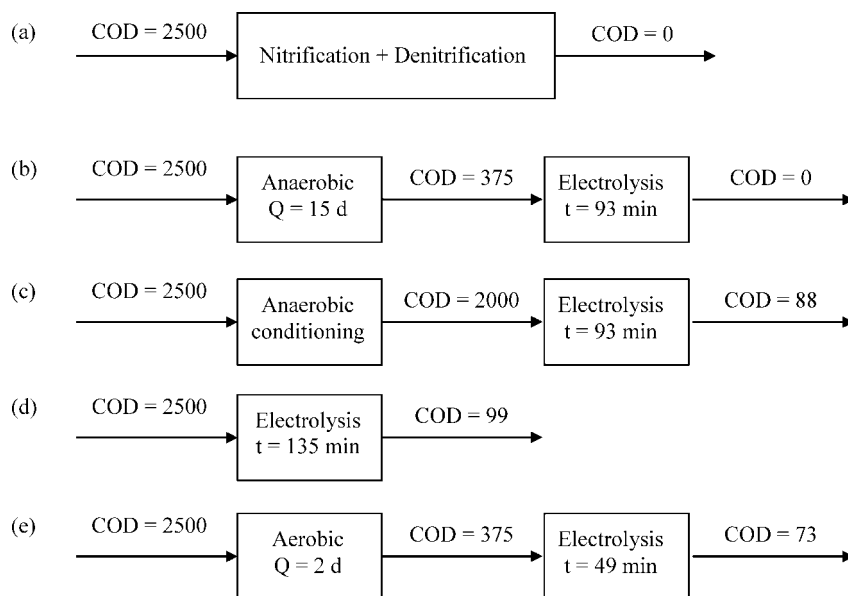 (a)
COD = 2500
Nitrification + Denitrification
COD = 0
(b)
COD = 2500
Anaerobic
Q = 15 d
COD = 375
Electrolysis
t = 93 min
COD = 0
(c)
COD = 2500
Anaerobic
conditioning
COD = 2000
Electrolysis
t = 93 min
COD = 88
(d)
COD = 2500
Electrolysis
t = 135 min
COD = 99
(e)
COD = 2500
Aerobic
Q = 2 d
COD = 375
Electrolysis
t = 49 min
COD = 73